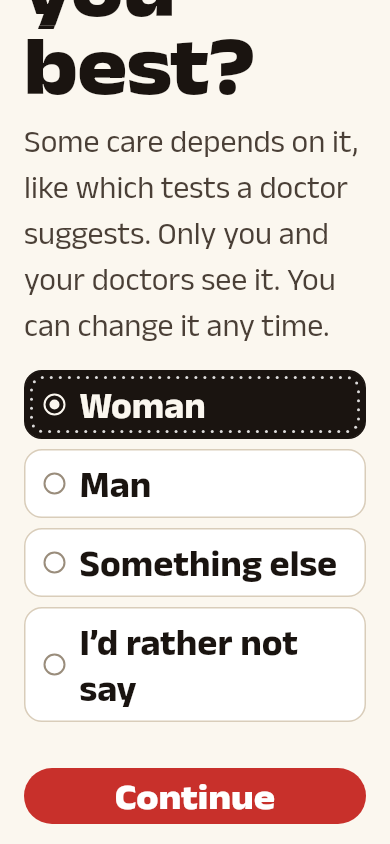 you
best?
Some care depends on it,
like which tests a doctor
suggests. Only you and
your doctors see it. You
can change it any time.
Woman
Man
Something else
I’d rather not
say
Continue